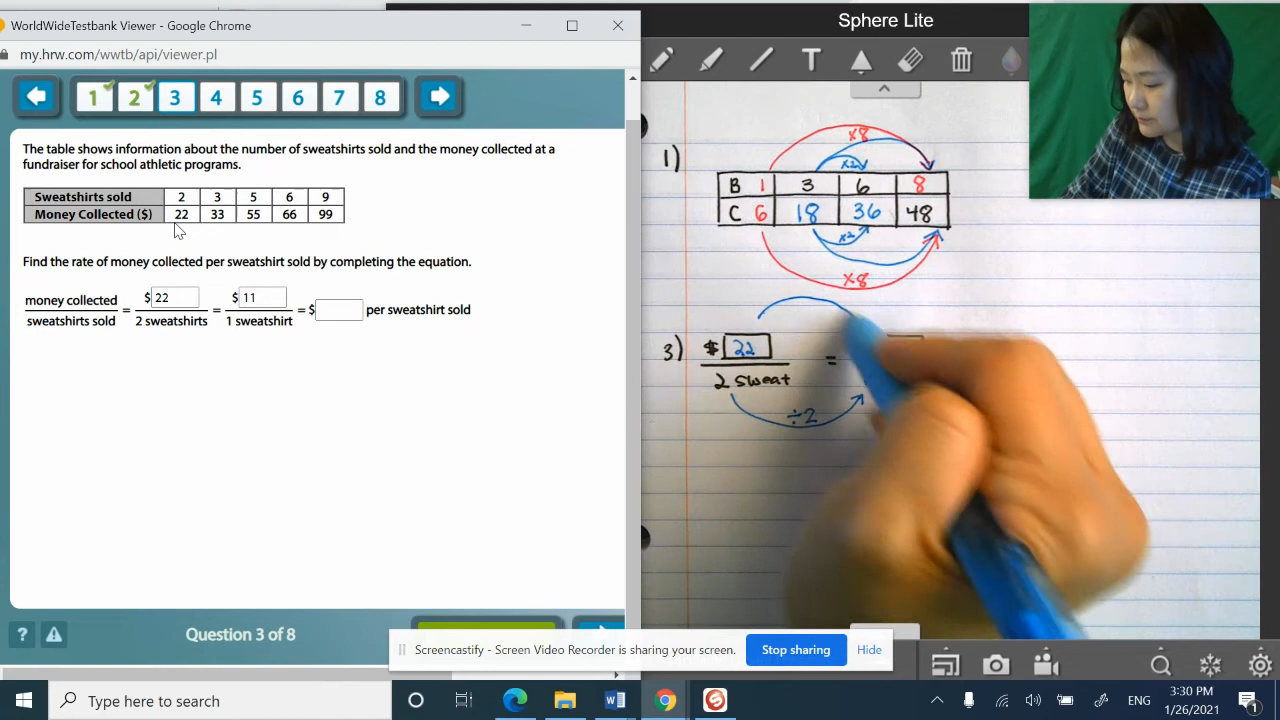 WorldWideTestbank Viewer - Google Chrome
my.hrw.com/wwtb/api/viewer.pl
Sphere Lite
1 2 3 4 5 6 7 8
The table shows information about the number of sweatshirts sold and the money collected at a
fundraiser for school athletic programs.
Sweatshirts sold 2 3 5 6 9
Money Collected ($) 22 33 55 66 99
Find the rate of money collected per sweatshirt sold by completing the equation.
money collected / sweatshirts sold = $ 22 / 2 sweatshirts = $ 11 / 1 sweatshirt = $ per sweatshirt sold
T
1)
×8
×2
B 1 3 6 8
C 6 18 36 48
×2
×8
3) $ 22 =
2 sweat
÷2
? Question 3 of 8
Screencastify - Screen Video Recorder is sharing your screen. Stop sharing Hide
Type here to search
W
ENG
3:30 PM
1/26/2021
1